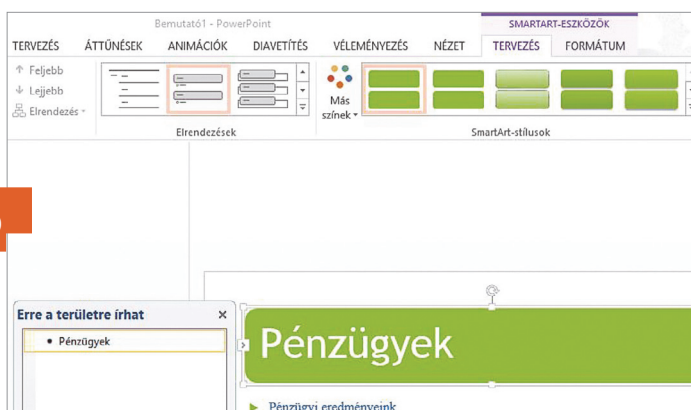 Bemutató1 - PowerPoint
SMARTART-ESZKÖZÖK
TERVEZÉS ÁTTŰNÉSEK ANIMÁCIÓK DIAVETÍTÉS VÉLEMÉNYEZÉS NÉZET TERVEZÉS FORMÁTUM
Feljebb
Lejjebb
Elrendezés
Más
színek
Elrendezések
SmartArt-stílusok
Erre a területre írhat
Pénzügyek
Pénzügyek
Pénzügyi eredményeink